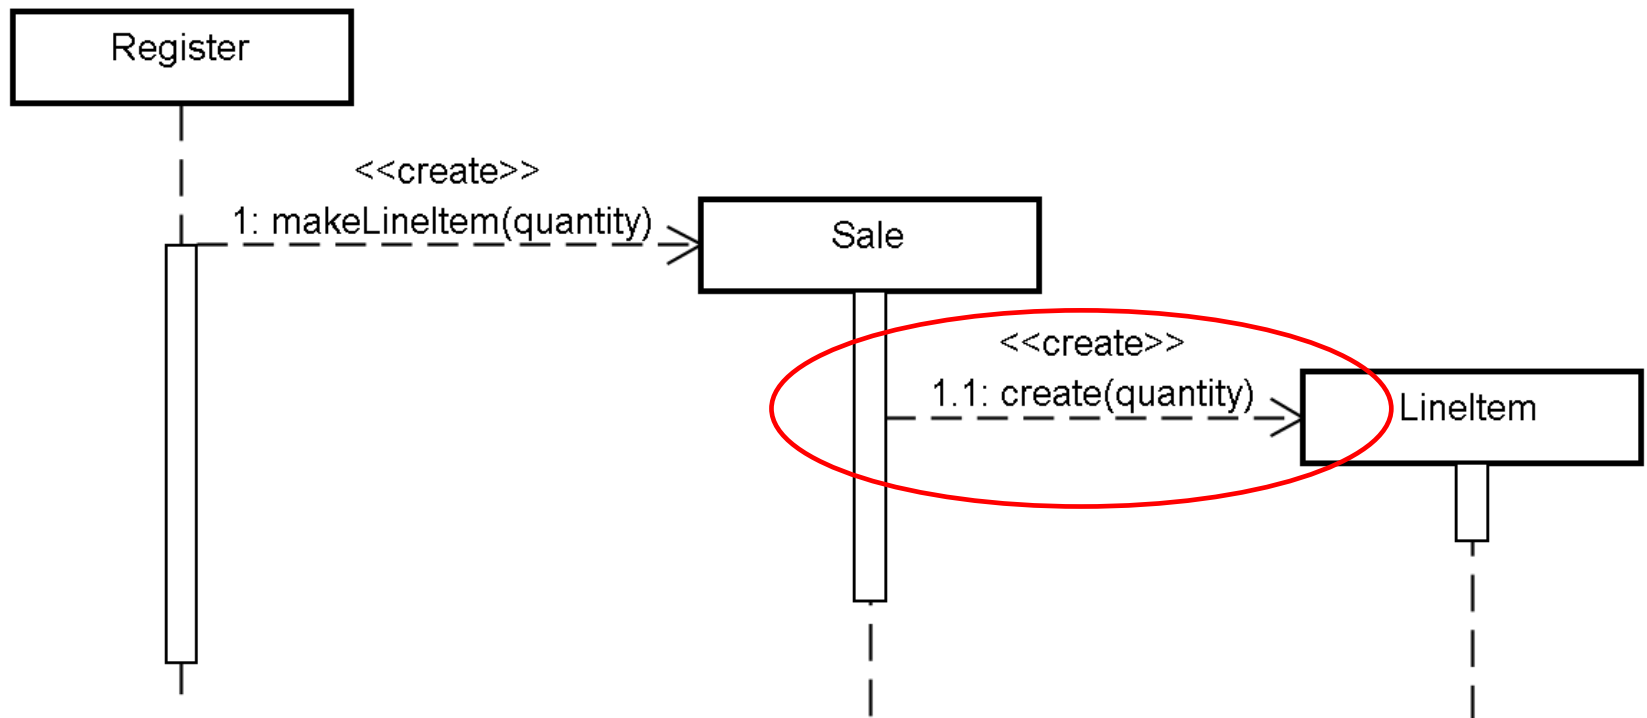 Register
<<create>>
1: makeLineItem(quantity)
Sale
<<create>>
1.1: create(quantity)
LineItem